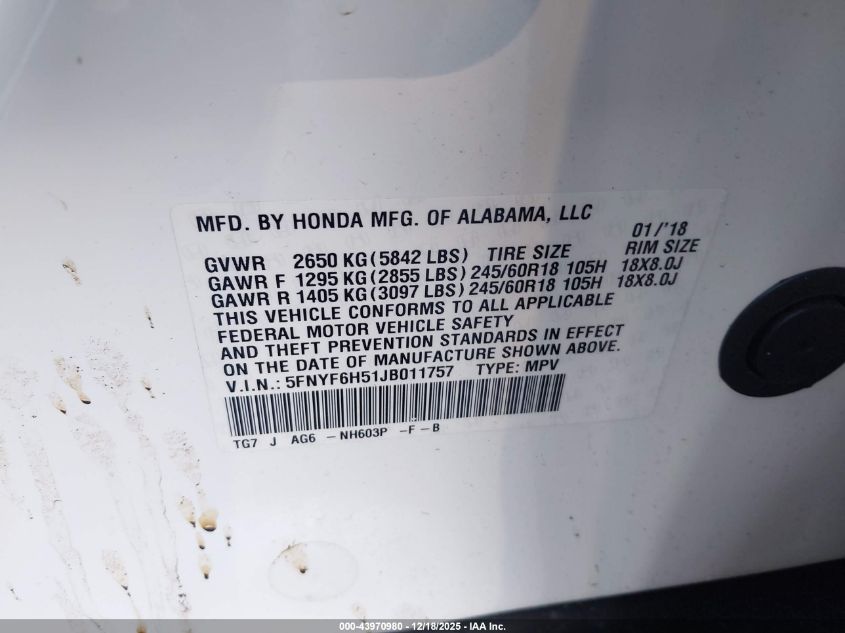 MFD. BY HONDA MFG. OF ALABAMA, LLC
01/'18
GVWR 2650 KG(5842 LBS) TIRE SIZE RIM SIZE
GAWR F 1295 KG(2855 LBS) 245/60R18 105H 18X8.0J
GAWR R 1405 KG(3097 LBS) 245/60R18 105H 18X8.0J
THIS VEHICLE CONFORMS TO ALL APPLICABLE
FEDERAL MOTOR VEHICLE SAFETY
AND THEFT PREVENTION STANDARDS IN EFFECT
ON THE DATE OF MANUFACTURE SHOWN ABOVE.
V.I.N.: 5FNYF6H51JB011757 TYPE: MPV
TG7 J AG6 -NH603P -F-B
000-43970980 - 12/18/2025 - IAA Inc.